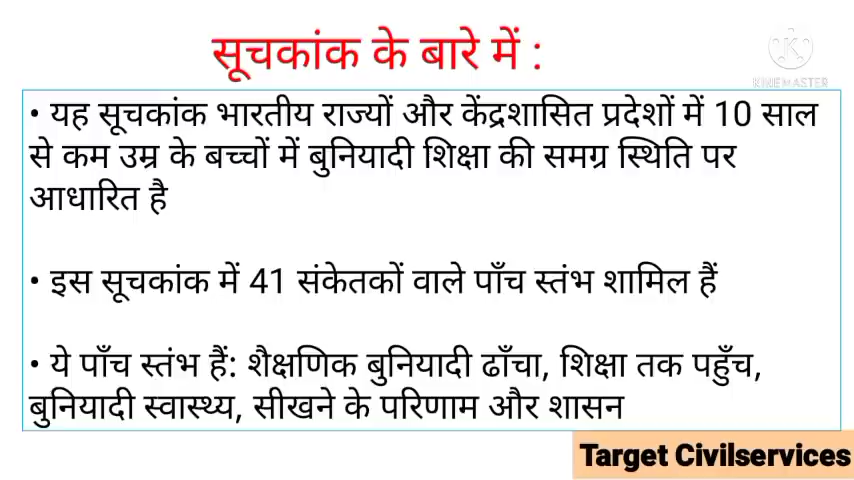 सूचकांक के बारे में :
KINEMASTER
• यह सूचकांक भारतीय राज्यों और केंद्रशासित प्रदेशों में 10 साल
से कम उम्र के बच्चों में बुनियादी शिक्षा की समग्र स्थिति पर
आधारित है
• इस सूचकांक में 41 संकेतकों वाले पाँच स्तंभ शामिल हैं
• ये पाँच स्तंभ हैं: शैक्षणिक बुनियादी ढाँचा, शिक्षा तक पहुँच,
बुनियादी स्वास्थ्य, सीखने के परिणाम और शासन
Target Civilservices